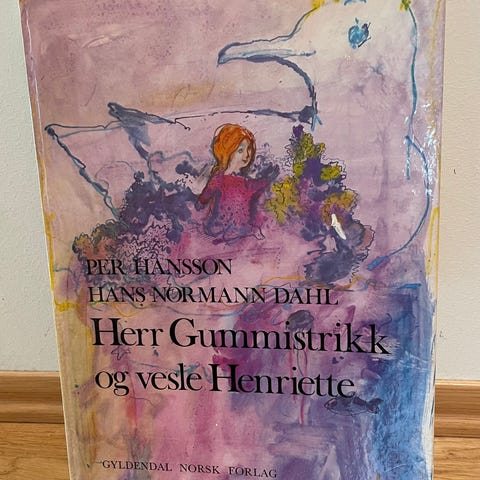 PER HANSSON
HANS NORMANN DAHL
Herr Gummistrikk
og vesle Henriette
GYLDENDAL NORSK FORLAG